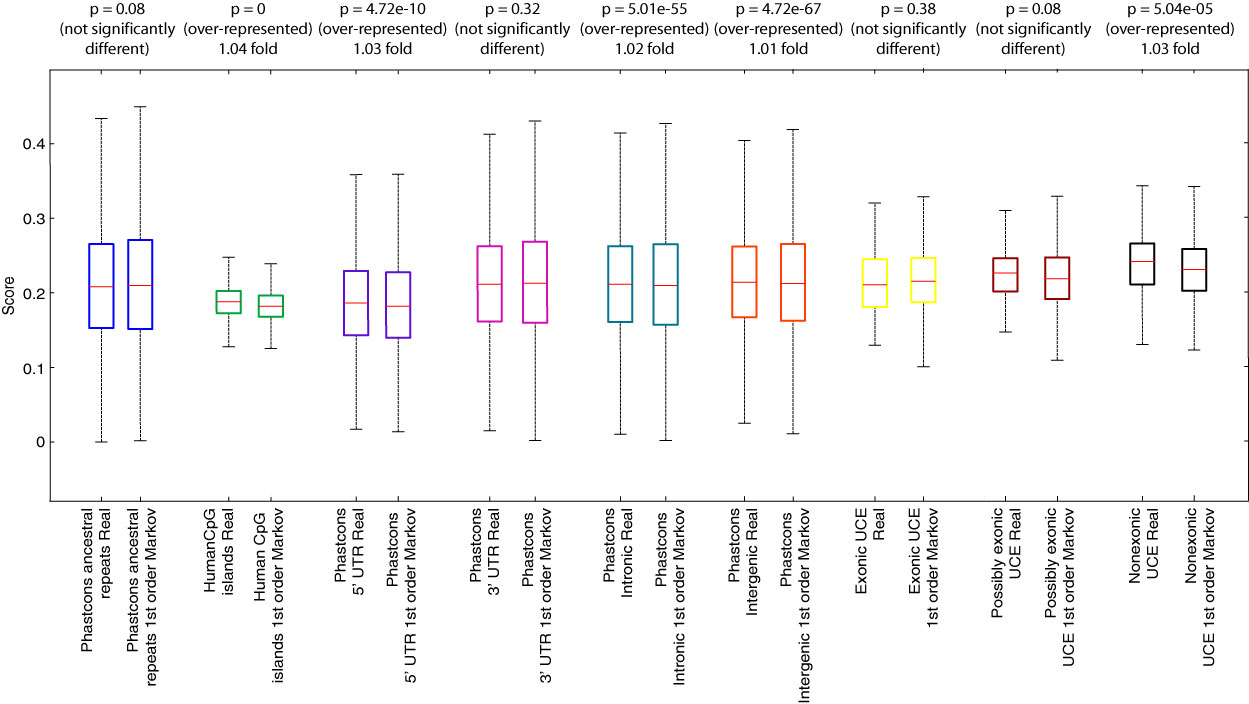 p = 0.08
(not significantly
different)
p = 0
(over-represented)
1.04 fold
p = 4.72e-10
(over-represented)
1.03 fold
p = 0.32
(not significantly
different)
p = 5.01e-55
(over-represented)
1.02 fold
p = 4.72e-67
(over-represented)
1.01 fold
p = 0.38
(not significantly
different)
p = 0.08
(not significantly
different)
p = 5.04e-05
(over-represented)
1.03 fold
Score
0.4
0.3
0.2
0.1
0
Phastcons ancestral
repeats Real
Phastcons ancestral
repeats 1st order Markov
HumanCpG
islands Real
Human CpG
islands 1st order Markov
Phastcons
5' UTR Real
Phastcons
5' UTR 1st order Markov
Phastcons
3' UTR Real
Phastcons
3' UTR 1st order Markov
Phastcons
Intronic Real
Phastcons
Intronic 1st order Markov
Phastcons
Intergenic Real
Phastcons
Intergenic 1st order Markov
Exonic UCE
Real
Exonic UCE
1st order Markov
Possibly exonic
UCE Real
Possibly exonic
UCE 1st order Markov
Nonexonic
UCE Real
Nonexonic
UCE 1st order Markov